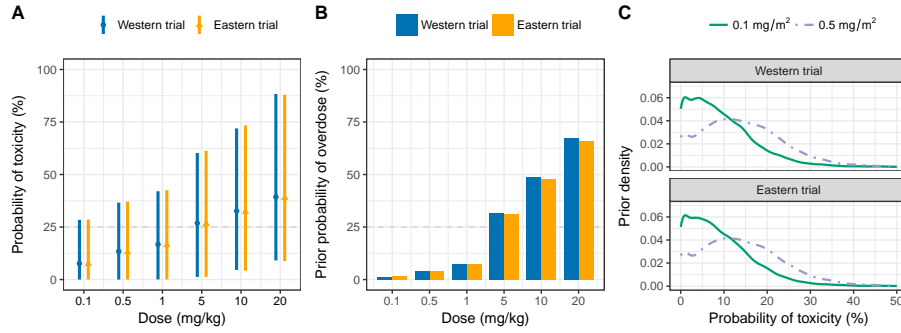 A
Western trial
Eastern trial
Probability of toxicity (%)
100
75
50
25
0
0.1
0.5
1
5
10
20
Dose (mg/kg)
B
Western trial
Eastern trial
Prior probability of overdose (%)
100
75
50
25
0
0.1
0.5
1
5
10
20
Dose (mg/kg)
C
0.1 mg/m²
0.5 mg/m²
Prior density
Western trial
0.06
0.04
0.02
0.00
Eastern trial
0.06
0.04
0.02
0.00
0
10
20
30
40
50
Probability of toxicity (%)